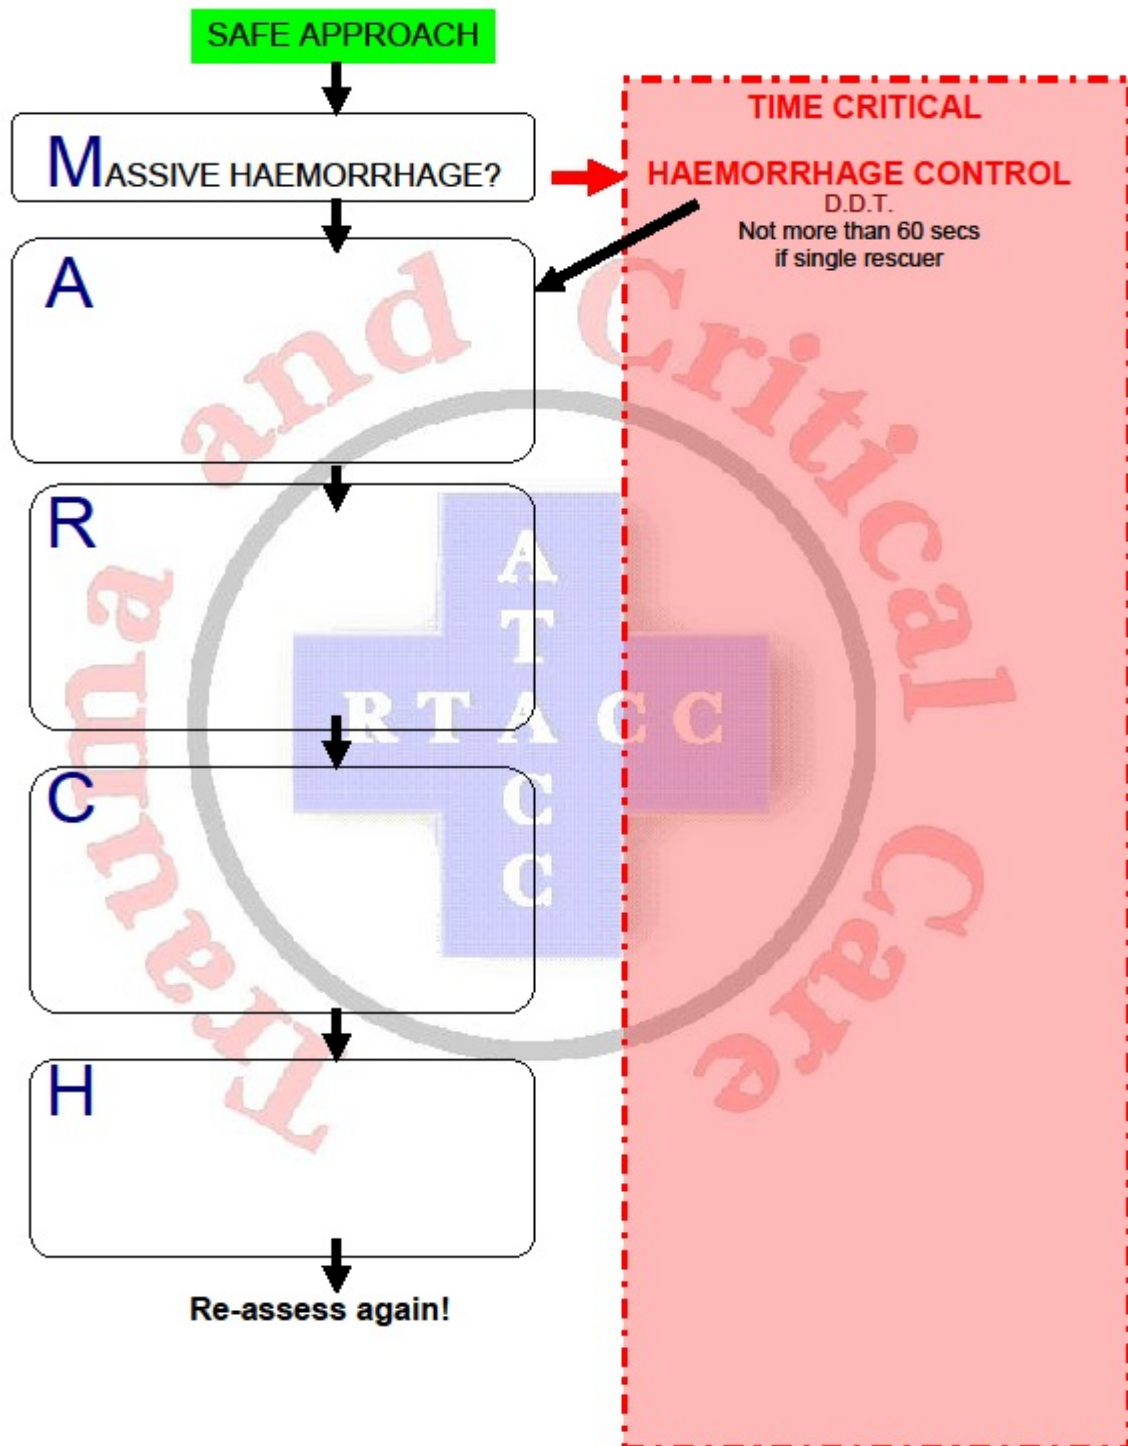 SAFE APPROACH
MASSIVE HAEMORRHAGE?
TIME CRITICAL
HAEMORRHAGE CONTROL
D.D.T.
Not more than 60 secs
if single rescuer
A
R
C
H
Re-assess again!
Trauma and Critical Care
ATACC
RTACC